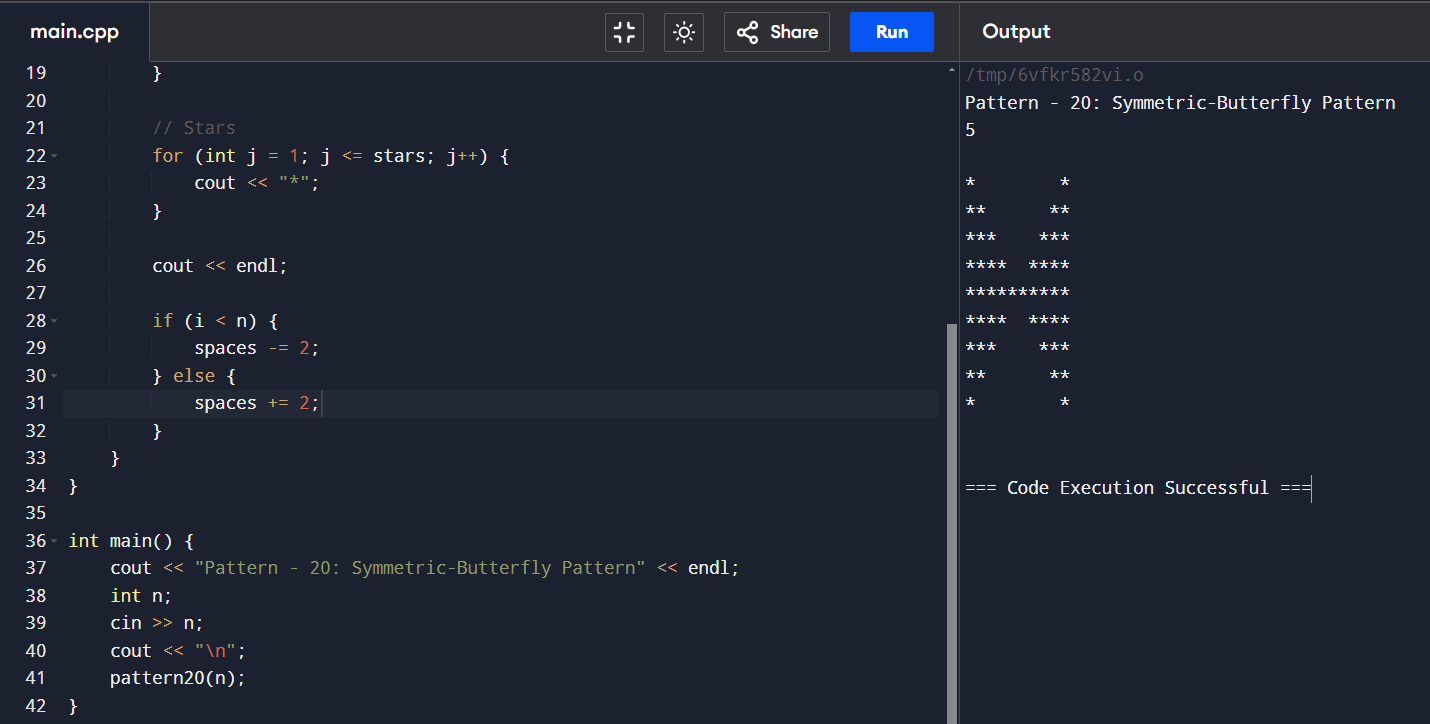 main.cpp
Share
Run
Output
19 }
20
21 // Stars
22 for (int j = 1; j <= stars; j++) {
23 cout << "*";
24 }
25
26 cout << endl;
27
28 if (i < n) {
29 spaces -= 2;
30 } else {
31 spaces += 2;
32 }
33 }
34 }
35
36 int main() {
37 cout << "Pattern - 20: Symmetric-Butterfly Pattern" << endl;
38 int n;
39 cin >> n;
40 cout << "\n";
41 pattern20(n);
42 }
/tmp/6vfkr582vi.o
Pattern - 20: Symmetric-Butterfly Pattern
5
*        *
**      **
***    ***
****  ****
**********
****  ****
***    ***
**      **
*        *
=== Code Execution Successful ===